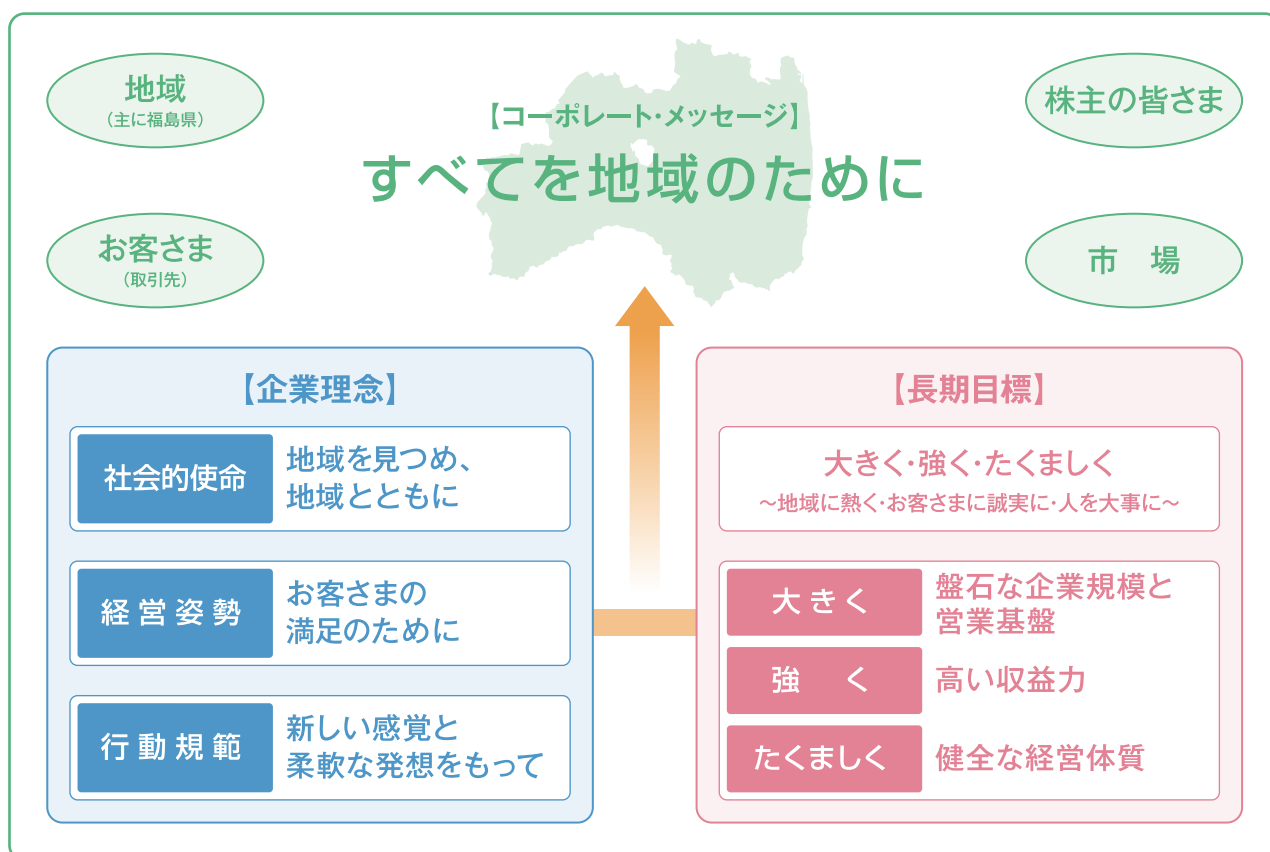 地域
（主に福島県）
お客さま
（取引先）
【コーポレート・メッセージ】
すべてを地域のために
株主の皆さま
市　場
【企業理念】
社会的使命
地域を見つめ、
地域とともに
経営姿勢
お客さまの
満足のために
行動規範
新しい感覚と
柔軟な発想をもって
【長期目標】
大きく・強く・たくましく
～地域に熱く・お客さまに誠実に・人を大事に～
大きく
盤石な企業規模と
営業基盤
強　く
高い収益力
たくましく
健全な経営体質